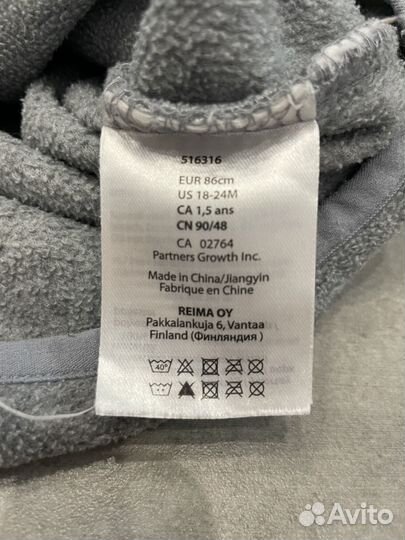 516316
EUR 86cm
US 18-24M
CA 1,5 ans
CN 90/48
CA 02764
Partners Growth Inc.
Made in China/Jiangyin
Fabrique en Chine
REIMA OY
Pakkalankuja 6, Vantaa
Finland (Финляндия)
40°
Avito